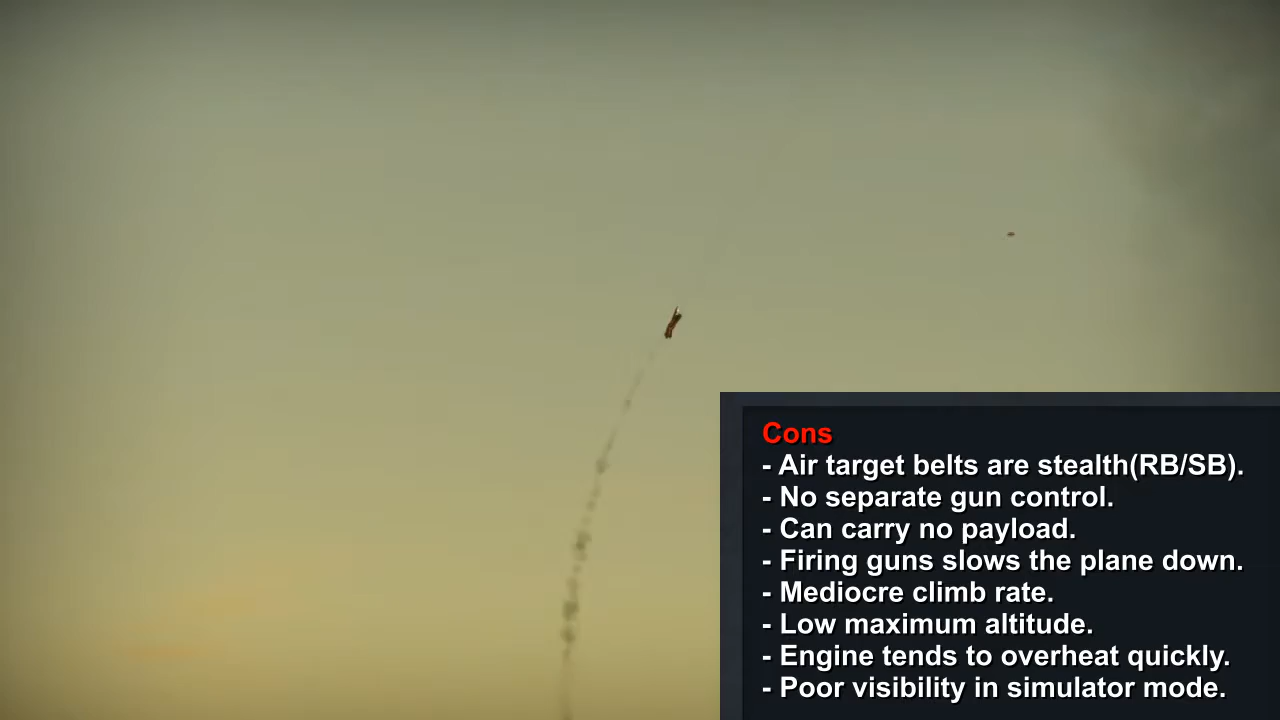 Cons
- Air target belts are stealth(RB/SB).
- No separate gun control.
- Can carry no payload.
- Firing guns slows the plane down.
- Mediocre climb rate.
- Low maximum altitude.
- Engine tends to overheat quickly.
- Poor visibility in simulator mode.